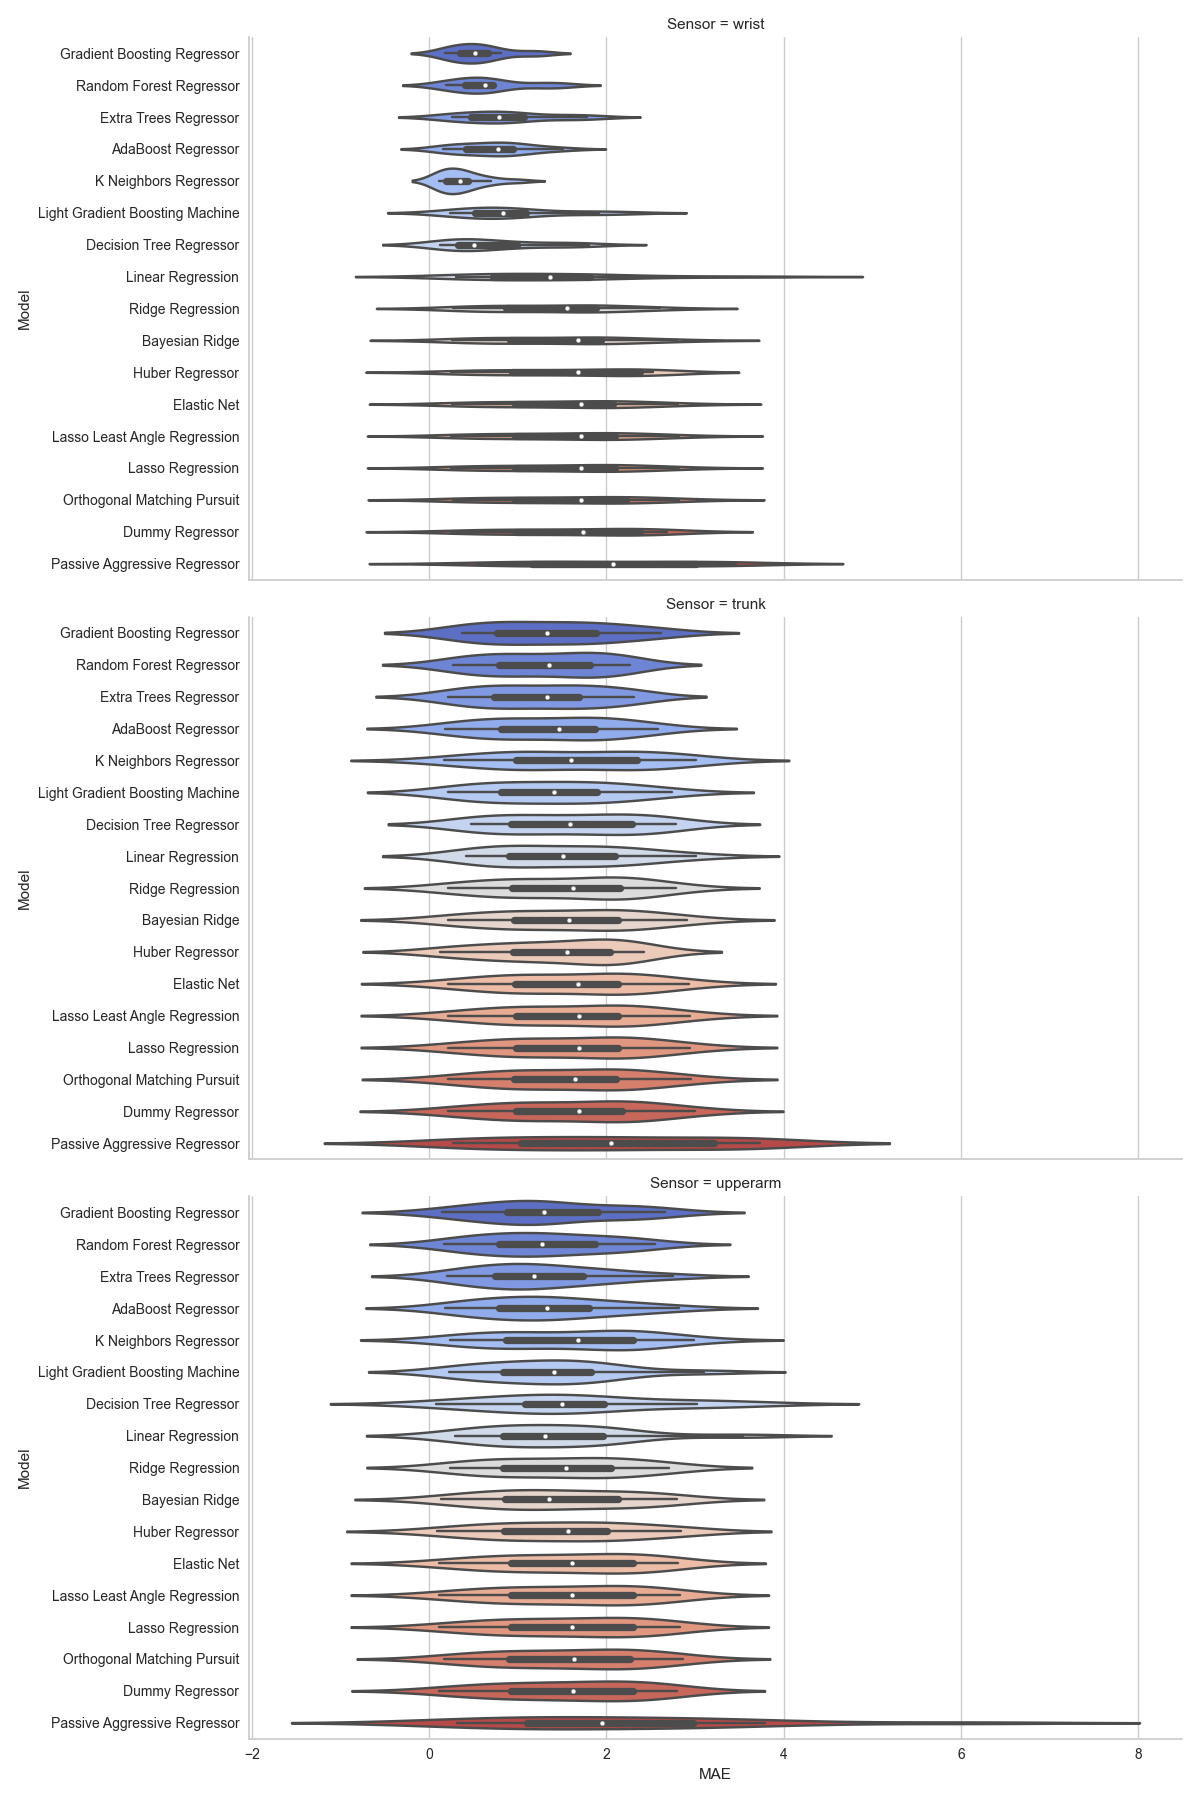 Sensor = wrist
Gradient Boosting Regressor
Random Forest Regressor
Extra Trees Regressor
AdaBoost Regressor
K Neighbors Regressor
Light Gradient Boosting Machine
Decision Tree Regressor
Linear Regression
Ridge Regression
Bayesian Ridge
Huber Regressor
Elastic Net
Lasso Least Angle Regression
Lasso Regression
Orthogonal Matching Pursuit
Dummy Regressor
Passive Aggressive Regressor
Model
Sensor = trunk
Gradient Boosting Regressor
Random Forest Regressor
Extra Trees Regressor
AdaBoost Regressor
K Neighbors Regressor
Light Gradient Boosting Machine
Decision Tree Regressor
Linear Regression
Ridge Regression
Bayesian Ridge
Huber Regressor
Elastic Net
Lasso Least Angle Regression
Lasso Regression
Orthogonal Matching Pursuit
Dummy Regressor
Passive Aggressive Regressor
Model
Sensor = upperarm
Gradient Boosting Regressor
Random Forest Regressor
Extra Trees Regressor
AdaBoost Regressor
K Neighbors Regressor
Light Gradient Boosting Machine
Decision Tree Regressor
Linear Regression
Ridge Regression
Bayesian Ridge
Huber Regressor
Elastic Net
Lasso Least Angle Regression
Lasso Regression
Orthogonal Matching Pursuit
Dummy Regressor
Passive Aggressive Regressor
Model
−2 0 2 4 6 8
MAE